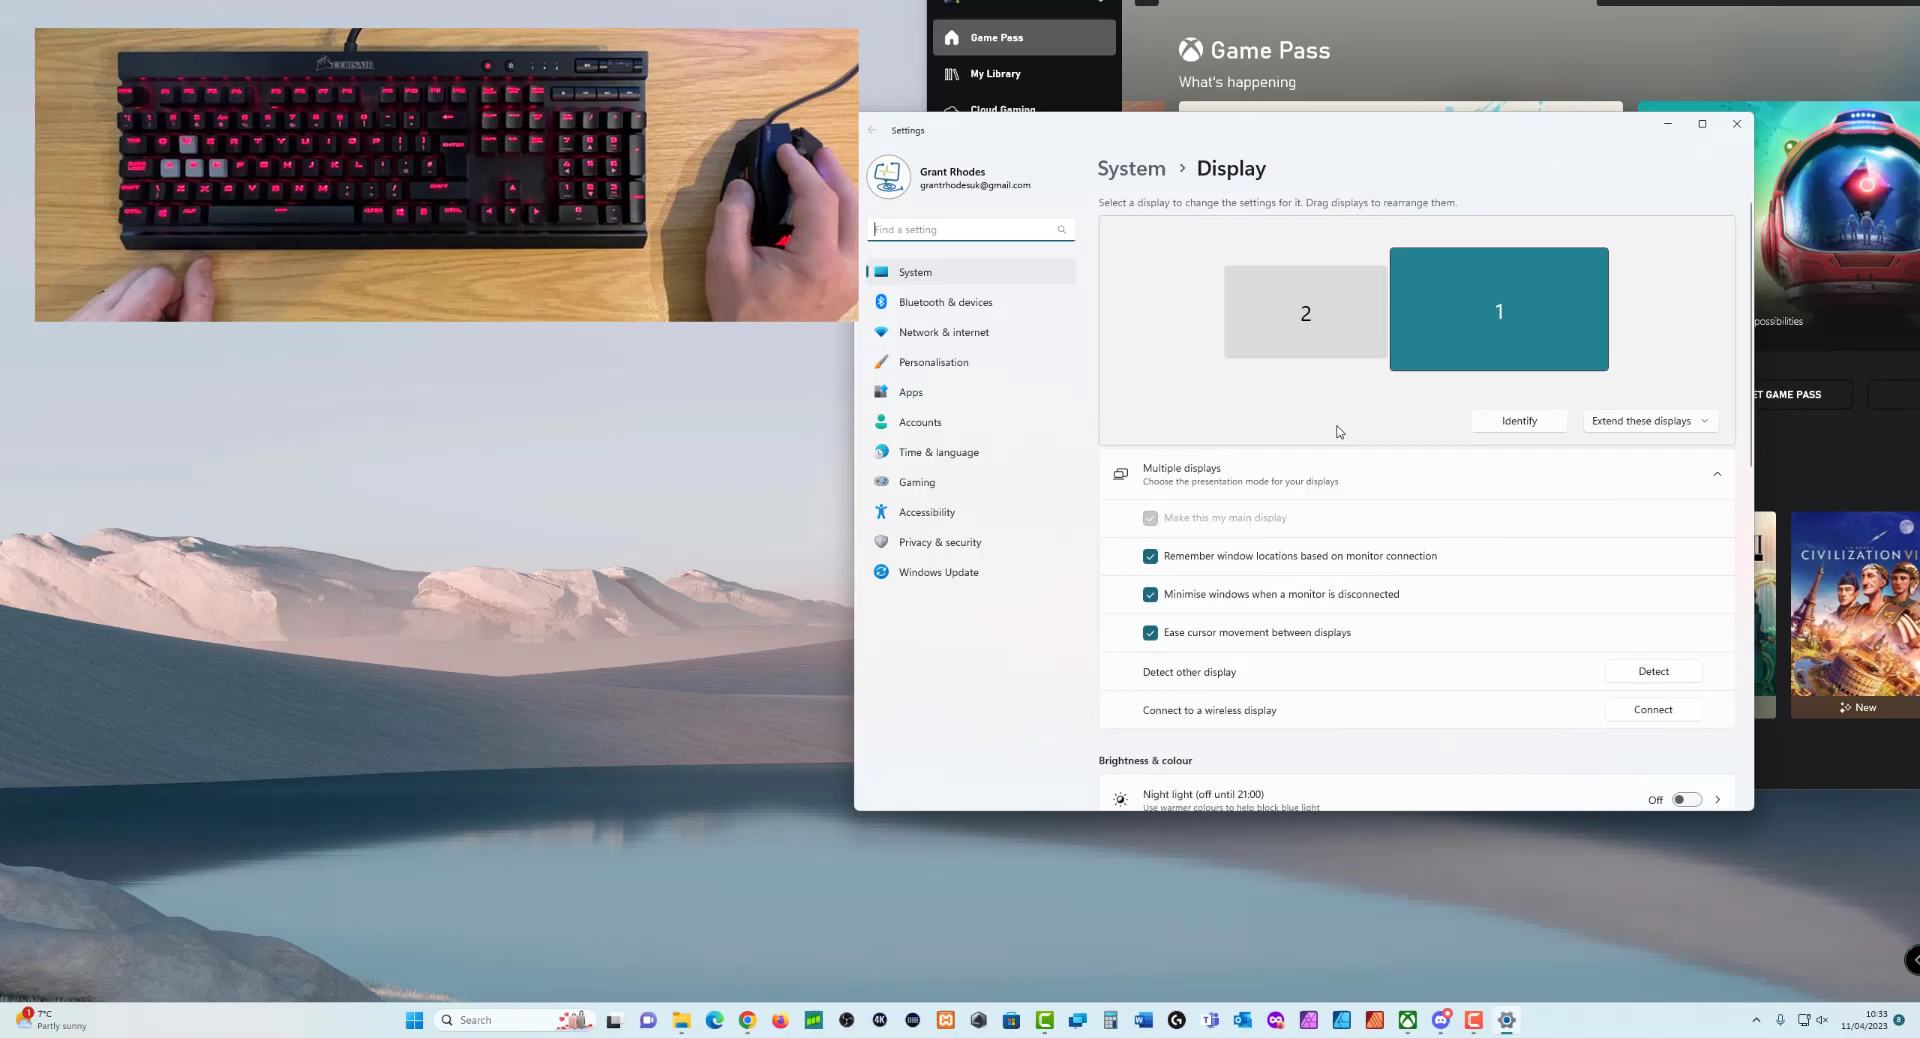 CORSAIR
Game Pass
My Library
Cloud Gaming
Game Pass
What's happening
Settings
Grant Rhodes
grantrhodesuk@gmail.com
Find a setting
System
Bluetooth & devices
Network & internet
Personalisation
Apps
Accounts
Time & language
Gaming
Accessibility
Privacy & security
Windows Update
System > Display
Select a display to change the settings for it. Drag displays to rearrange them.
2
1
Identify
Extend these displays
Multiple displays
Choose the presentation mode for your displays
Make this my main display
Remember window locations based on monitor connection
Minimise windows when a monitor is disconnected
Ease cursor movement between displays
Detect other display
Detect
Connect to a wireless display
Connect
Brightness & colour
Night light (off until 21:00)
Use warmer colours to help block blue light
Off
possibilities
ET GAME PASS
CIVILIZATION VI
New
1
7°C
Partly sunny
Search
4K
10:33
11/04/2023
8